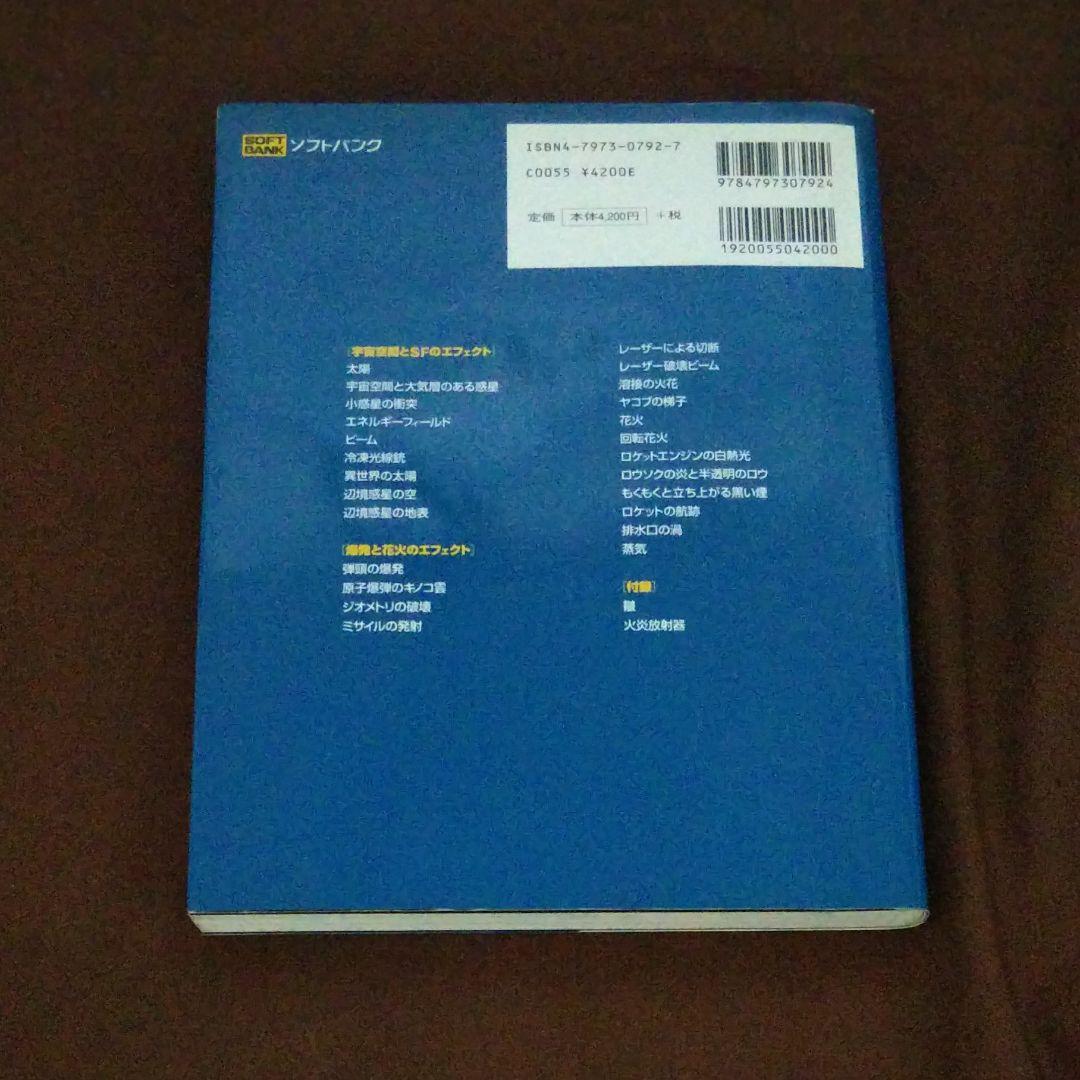 SOFT
BANK
ソフトバンク
ISBN4-7973-0792-7
C0055 ¥4200E
定価 本体4,200円 +税
9784797307924
1920055042000
[宇宙空間とSFのエフェクト]
太陽
宇宙空間と大気層のある惑星
小惑星の衝突
エネルギーフィールド
ビーム
冷凍光線銃
異世界の太陽
辺境惑星の空
辺境惑星の地表
[爆発と花火のエフェクト]
弾頭の爆発
原子爆弾のキノコ雲
ジオメトリの破壊
ミサイルの発射
レーザーによる切断
レーザー破壊ビーム
溶接の火花
ヤコブの梯子
花火
回転花火
ロケットエンジンの白熱光
ロウソクの炎と半透明のロウ
もくもくと立ち上がる黒い煙
ロケットの航跡
排水口の渦
蒸気
[付録]
火炎放射器